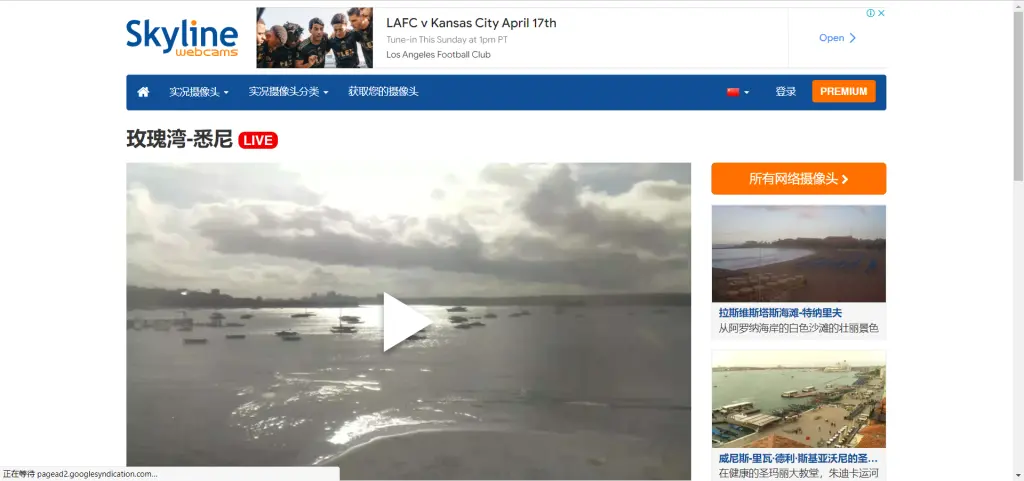 Skyline
webcams
LAFC v Kansas City April 17th
Tune-in This Sunday at 1pm PT
Los Angeles Football Club
Open
实况摄像头
实况摄像头分类
获取您的摄像头
登录
PREMIUM
玫瑰湾-悉尼 LIVE
所有网络摄像头
拉斯维斯塔斯海滩-特纳里夫
从阿罗纳海岸的白色沙滩的壮丽景色
威尼斯-里瓦·德利·斯基亚沃尼的圣...
在健康的圣玛丽大教堂，朱迪卡运河
正在等待 pagead2.googlesyndication.com...